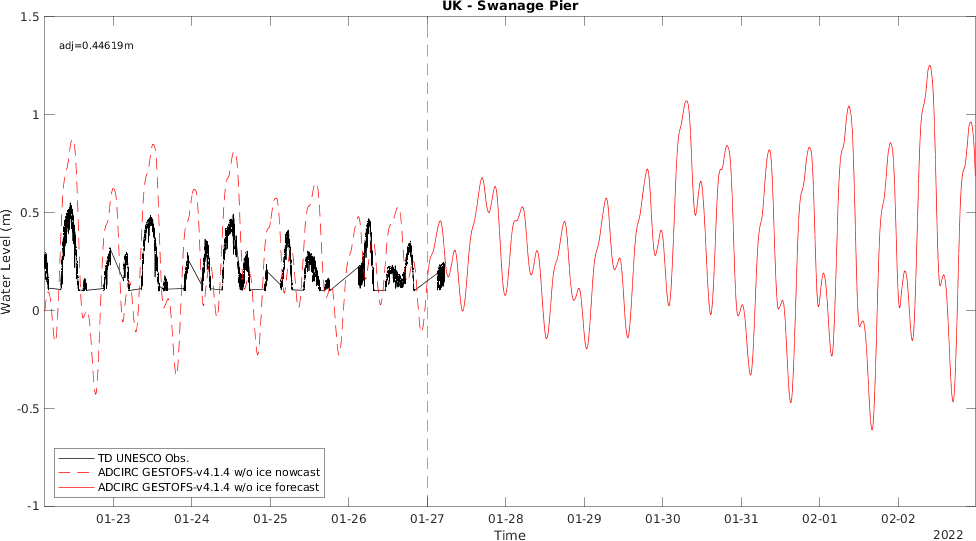 UK - Swanage Pier
adj=0.44619m
1.5
1
0.5
0
-0.5
-1
Water Level (m)
TD UNESCO Obs.
ADCIRC GESTOFS-v4.1.4 w/o ice nowcast
ADCIRC GESTOFS-v4.1.4 w/o ice forecast
01-23 01-24 01-25 01-26 01-27 01-28 01-29 01-30 01-31 02-01 02-02
Time
2022